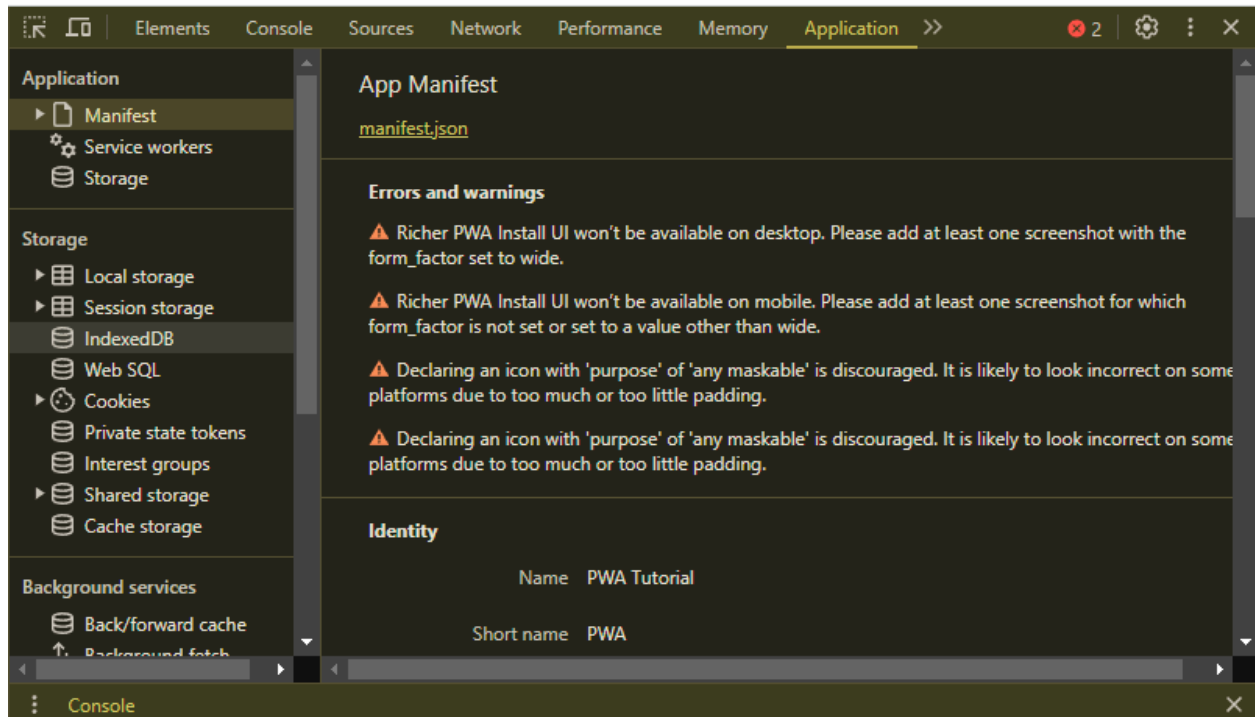 Elements Console Sources Network Performance Memory Application 2
Application
Manifest
Service workers
Storage
Storage
Local storage
Session storage
IndexedDB
Web SQL
Cookies
Private state tokens
Interest groups
Shared storage
Cache storage
Background services
Back/forward cache
Background fetch
App Manifest
manifest.json
Errors and warnings
Richer PWA Install UI won't be available on desktop. Please add at least one screenshot with the
form_factor set to wide.
Richer PWA Install UI won't be available on mobile. Please add at least one screenshot for which
form_factor is not set or set to a value other than wide.
Declaring an icon with 'purpose' of 'any maskable' is discouraged. It is likely to look incorrect on some
platforms due to too much or too little padding.
Declaring an icon with 'purpose' of 'any maskable' is discouraged. It is likely to look incorrect on some
platforms due to too much or too little padding.
Identity
Name PWA Tutorial
Short name PWA
Console